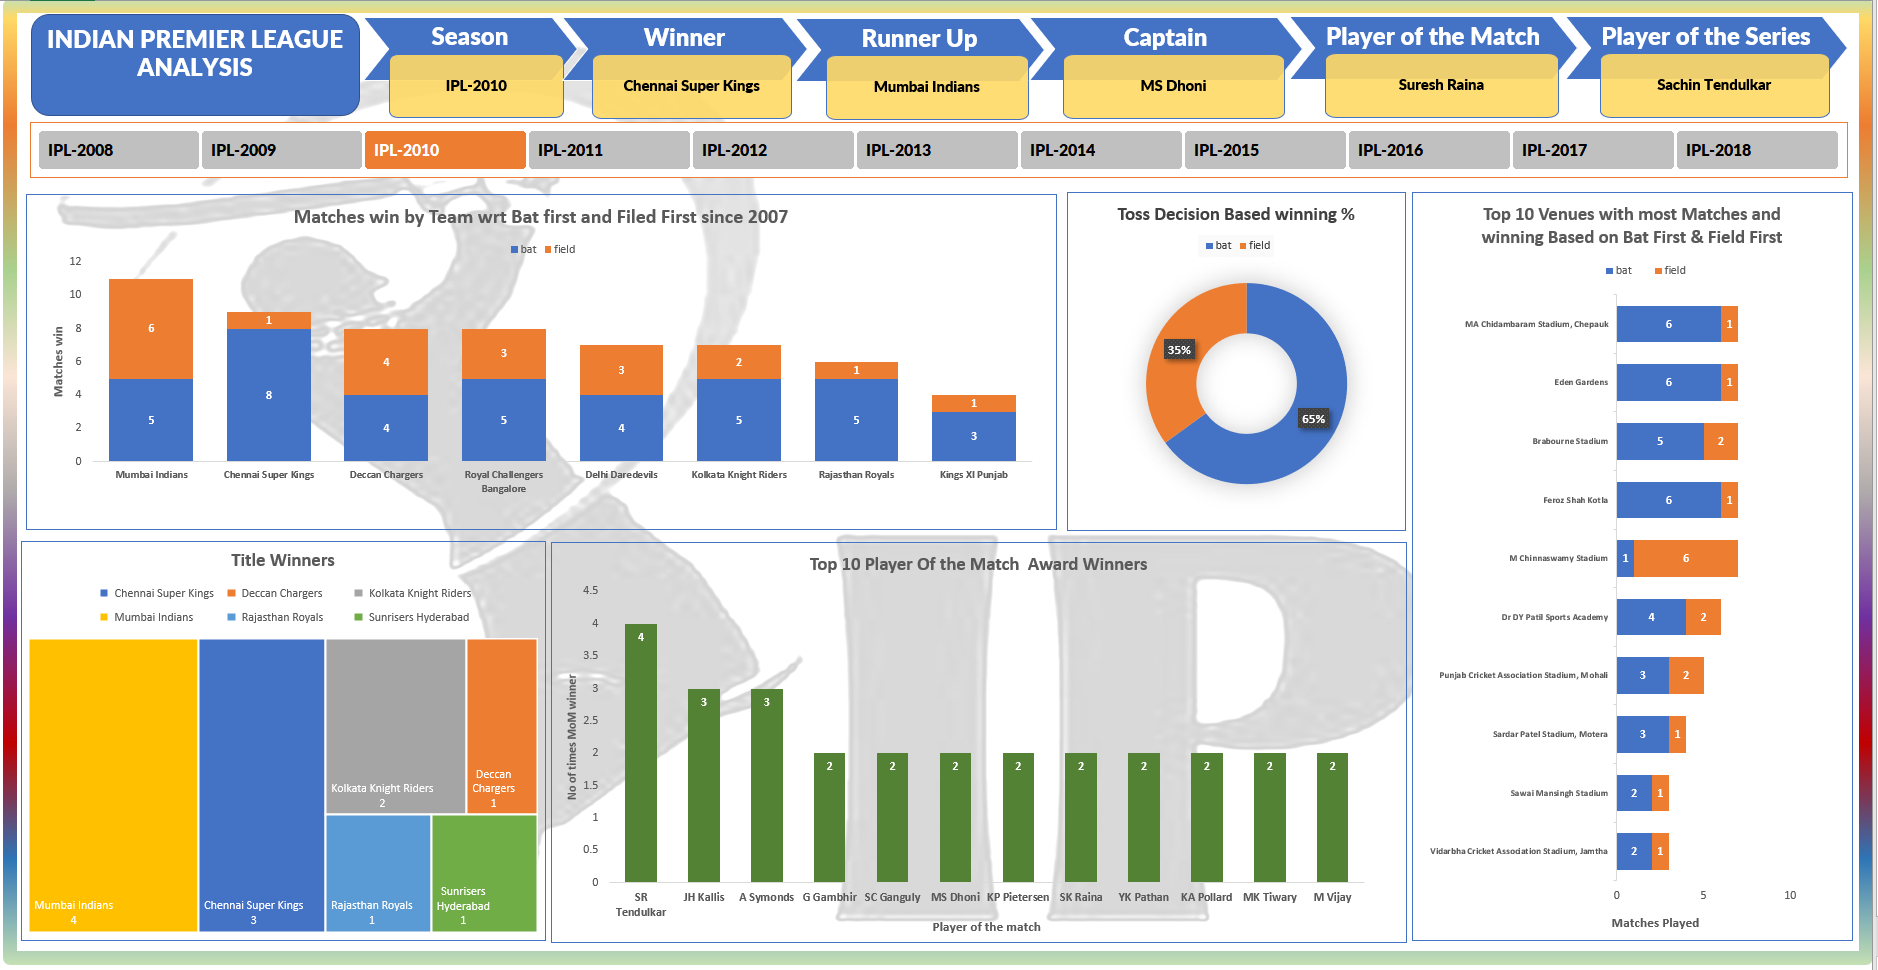 INDIAN PREMIER LEAGUE
ANALYSIS
Season
IPL-2010
Winner
Chennai Super Kings
Runner Up
Mumbai Indians
Captain
MS Dhoni
Player of the Match
Suresh Raina
Player of the Series
Sachin Tendulkar
IPL-2008
IPL-2009
IPL-2010
IPL-2011
IPL-2012
IPL-2013
IPL-2014
IPL-2015
IPL-2016
IPL-2017
IPL-2018
Matches win by Team wrt Bat first and Filed First since 2007
bat field
Matches win
12
10
8
6
4
2
0
6
5
1
8
4
4
3
5
3
4
2
5
1
5
1
3
Mumbai Indians
Chennai Super Kings
Deccan Chargers
Royal Challengers
Bangalore
Delhi Daredevils
Kolkata Knight Riders
Rajasthan Royals
Kings XI Punjab
Toss Decision Based winning %
bat field
35%
65%
Top 10 Venues with most Matches and
winning Based on Bat First & Field First
bat field
MA Chidambaram Stadium, Chepauk 6 1
Eden Gardens 6 1
Brabourne Stadium 5 2
Feroz Shah Kotla 6 1
M Chinnaswamy Stadium 1 6
Dr DY Patil Sports Academy 4 2
Punjab Cricket Association Stadium, Mohali 3 2
Sardar Patel Stadium, Motera 3 1
Sawai Mansingh Stadium 2 1
Vidarbha Cricket Association Stadium, Jamtha 2 1
0 5 10
Matches Played
Title Winners
Chennai Super Kings Deccan Chargers Kolkata Knight Riders
Mumbai Indians Rajasthan Royals Sunrisers Hyderabad
Mumbai Indians
4
Chennai Super Kings
3
Kolkata Knight Riders
2
Deccan
Chargers
1
Rajasthan Royals
1
Sunrisers
Hyderabad
1
Top 10 Player Of the Match Award Winners
No of times MoM winner
4.5
4
3.5
3
2.5
2
1.5
1
0.5
0
4
3
3
2
2
2
2
2
2
2
2
2
SR
Tendulkar
JH Kallis
A Symonds
G Gambhir
SC Ganguly
MS Dhoni
KP Pietersen
SK Raina
YK Pathan
KA Pollard
MK Tiwary
M Vijay
Player of the match